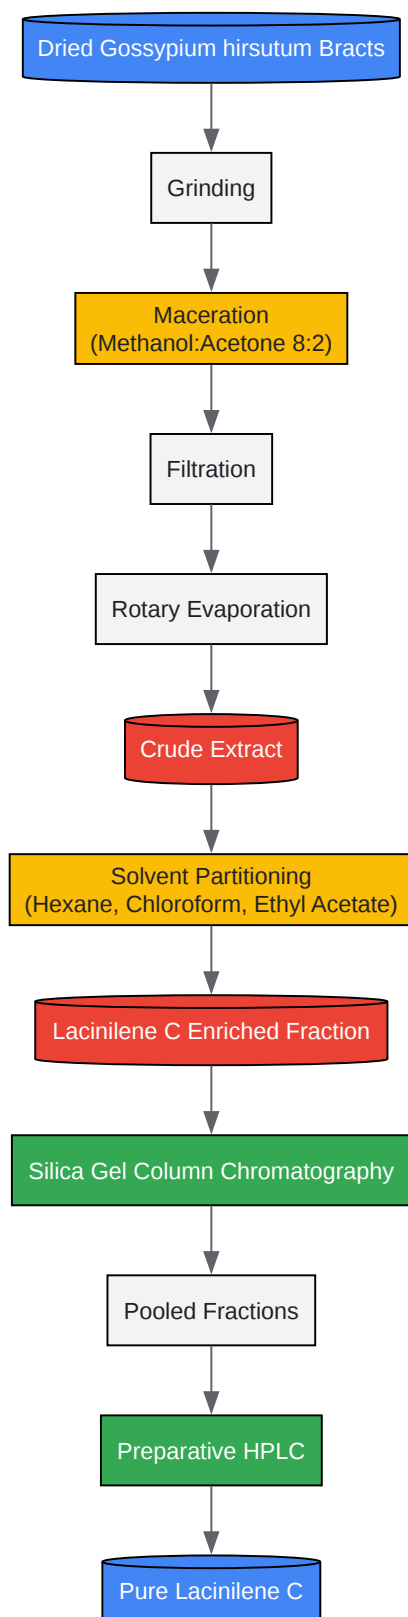 Dried Gossypium hirsutum Bracts
Grinding
Maceration
(Methanol:Acetone 8:2)
Filtration
Rotary Evaporation
Crude Extract
Solvent Partitioning
(Hexane, Chloroform, Ethyl Acetate)
Lacinilene C Enriched Fraction
Silica Gel Column Chromatography
Pooled Fractions
Preparative HPLC
Pure Lacinilene C